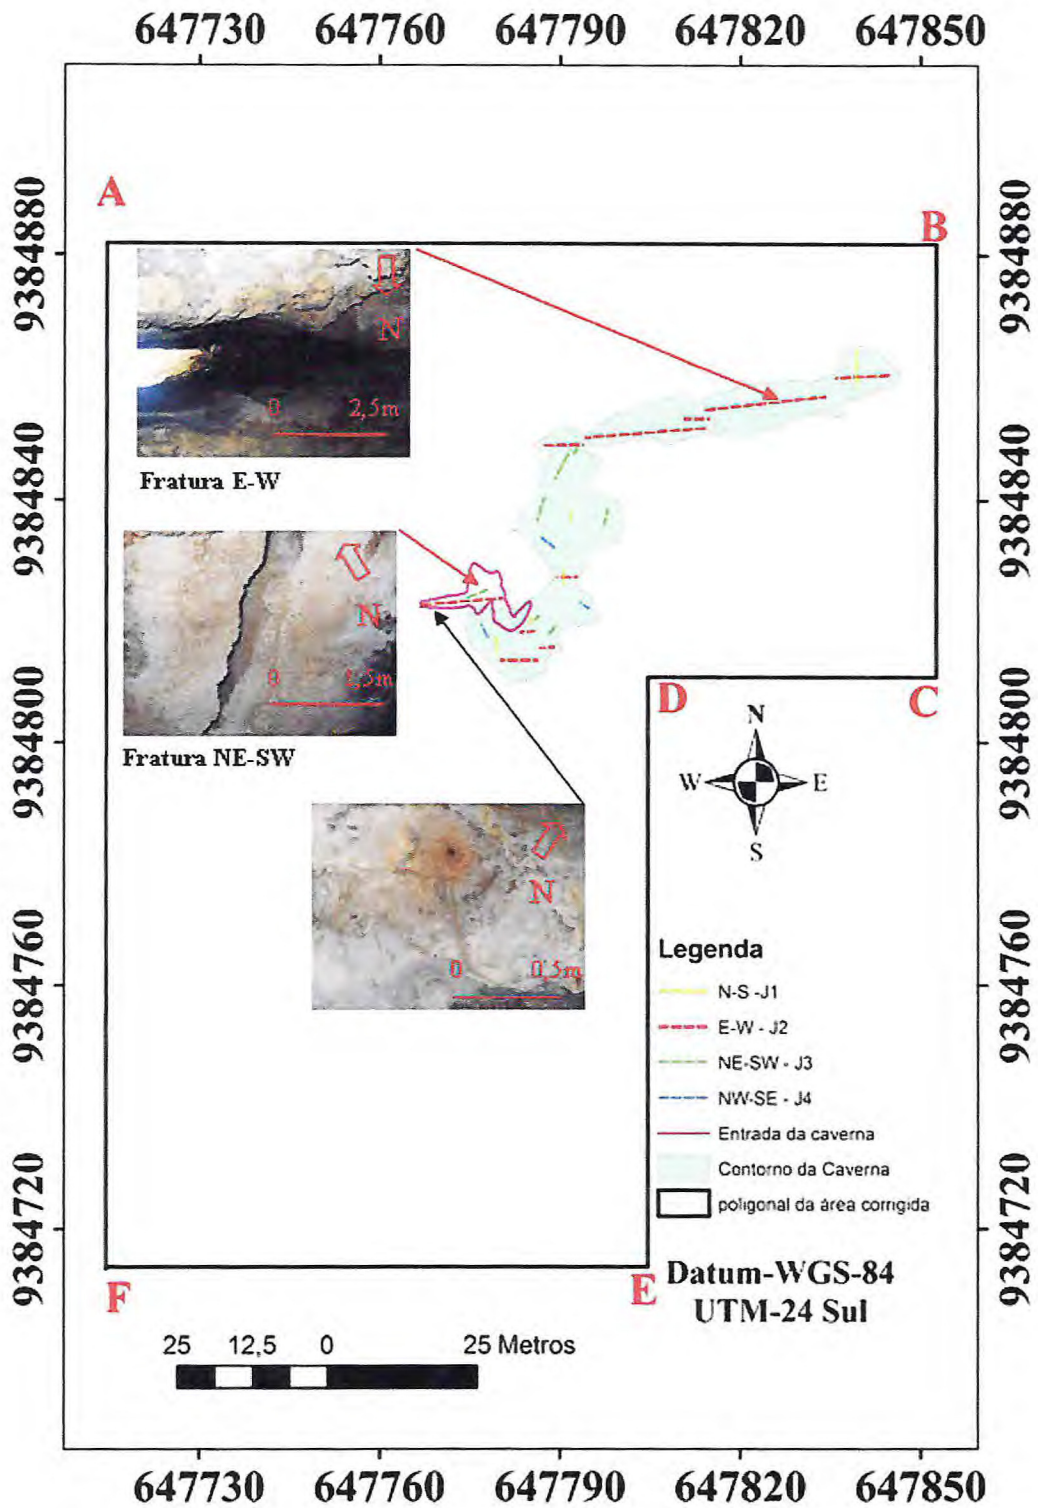 647730 647760 647790 647820 647850
A
B
9384880
9384880
N
0 2,5m
Fratura E-W
9384840
9384840
N
0 2,5m
Fratura NE-SW
D
C
9384800
9384800
N
W E
S
N
0 0,5m
9384760
9384760
Legenda
N-S -J1
E-W - J2
NE-SW - J3
NW-SE - J4
Entrada da caverna
Contorno da Caverna
poligonal da área corrigida
9384720
9384720
F
E
Datum-WGS-84
UTM-24 Sul
25 12,5 0 25 Metros
647730 647760 647790 647820 647850